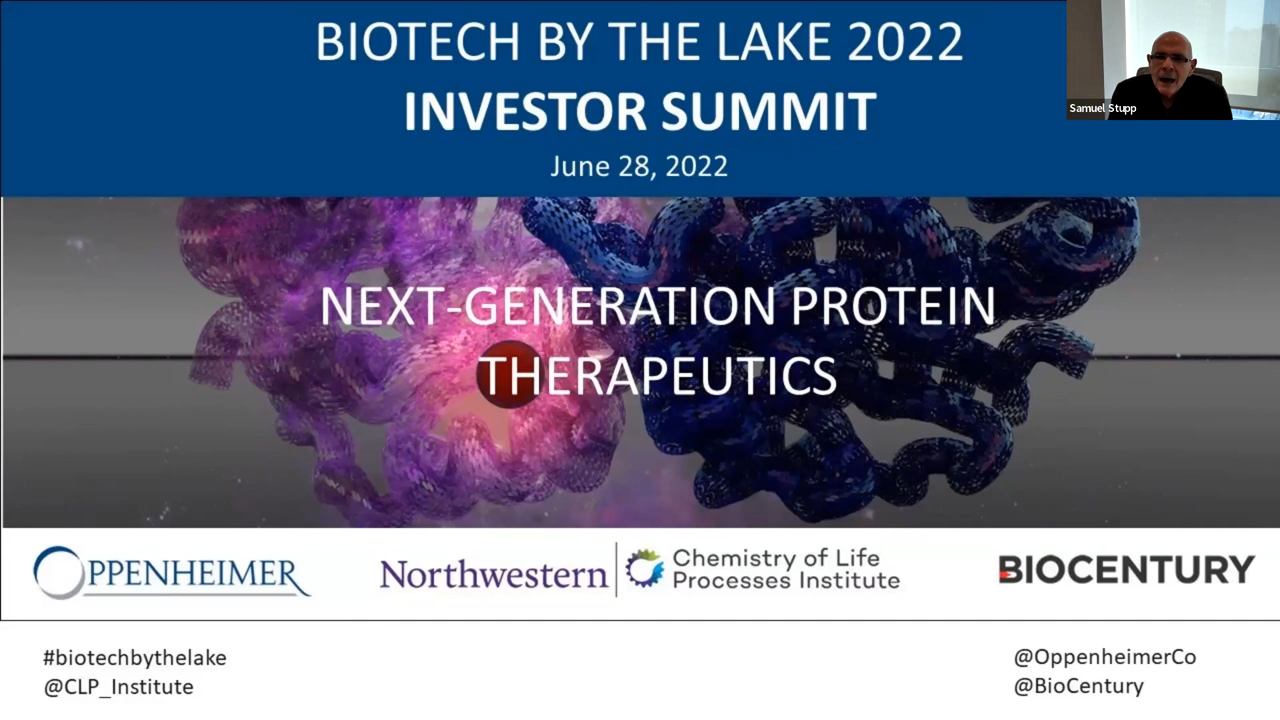 BIOTECH BY THE LAKE 2022
INVESTOR SUMMIT
June 28, 2022
Samuel Stupp
NEXT-GENERATION PROTEIN
THERAPEUTICS
OPPENHEIMER
Northwestern
Chemistry of Life
Processes Institute
BIOCENTURY
#biotechbythelake
@CLP_Institute
@OppenheimerCo
@BioCentury